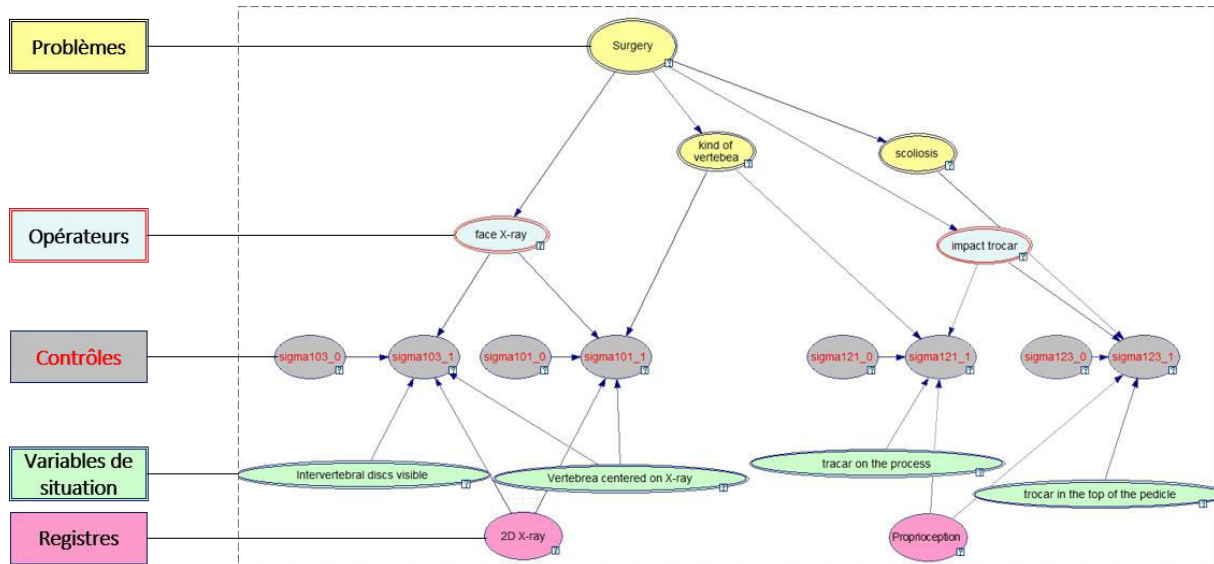 Problèmes
Surgery
kind of
vertebea
scoliosis
Opérateurs
face X-ray
impact trocar
Contrôles
sigma103_0
sigma103_1
sigma101_0
sigma101_1
sigma121_0
sigma121_1
sigma123_0
sigma123_1
Variables de
situation
Intervertebral discs visible
Vertebrea centered on X-ray
tracar on the process
trocar in the top of the pedicle
Registres
2D X-ray
Proprioception